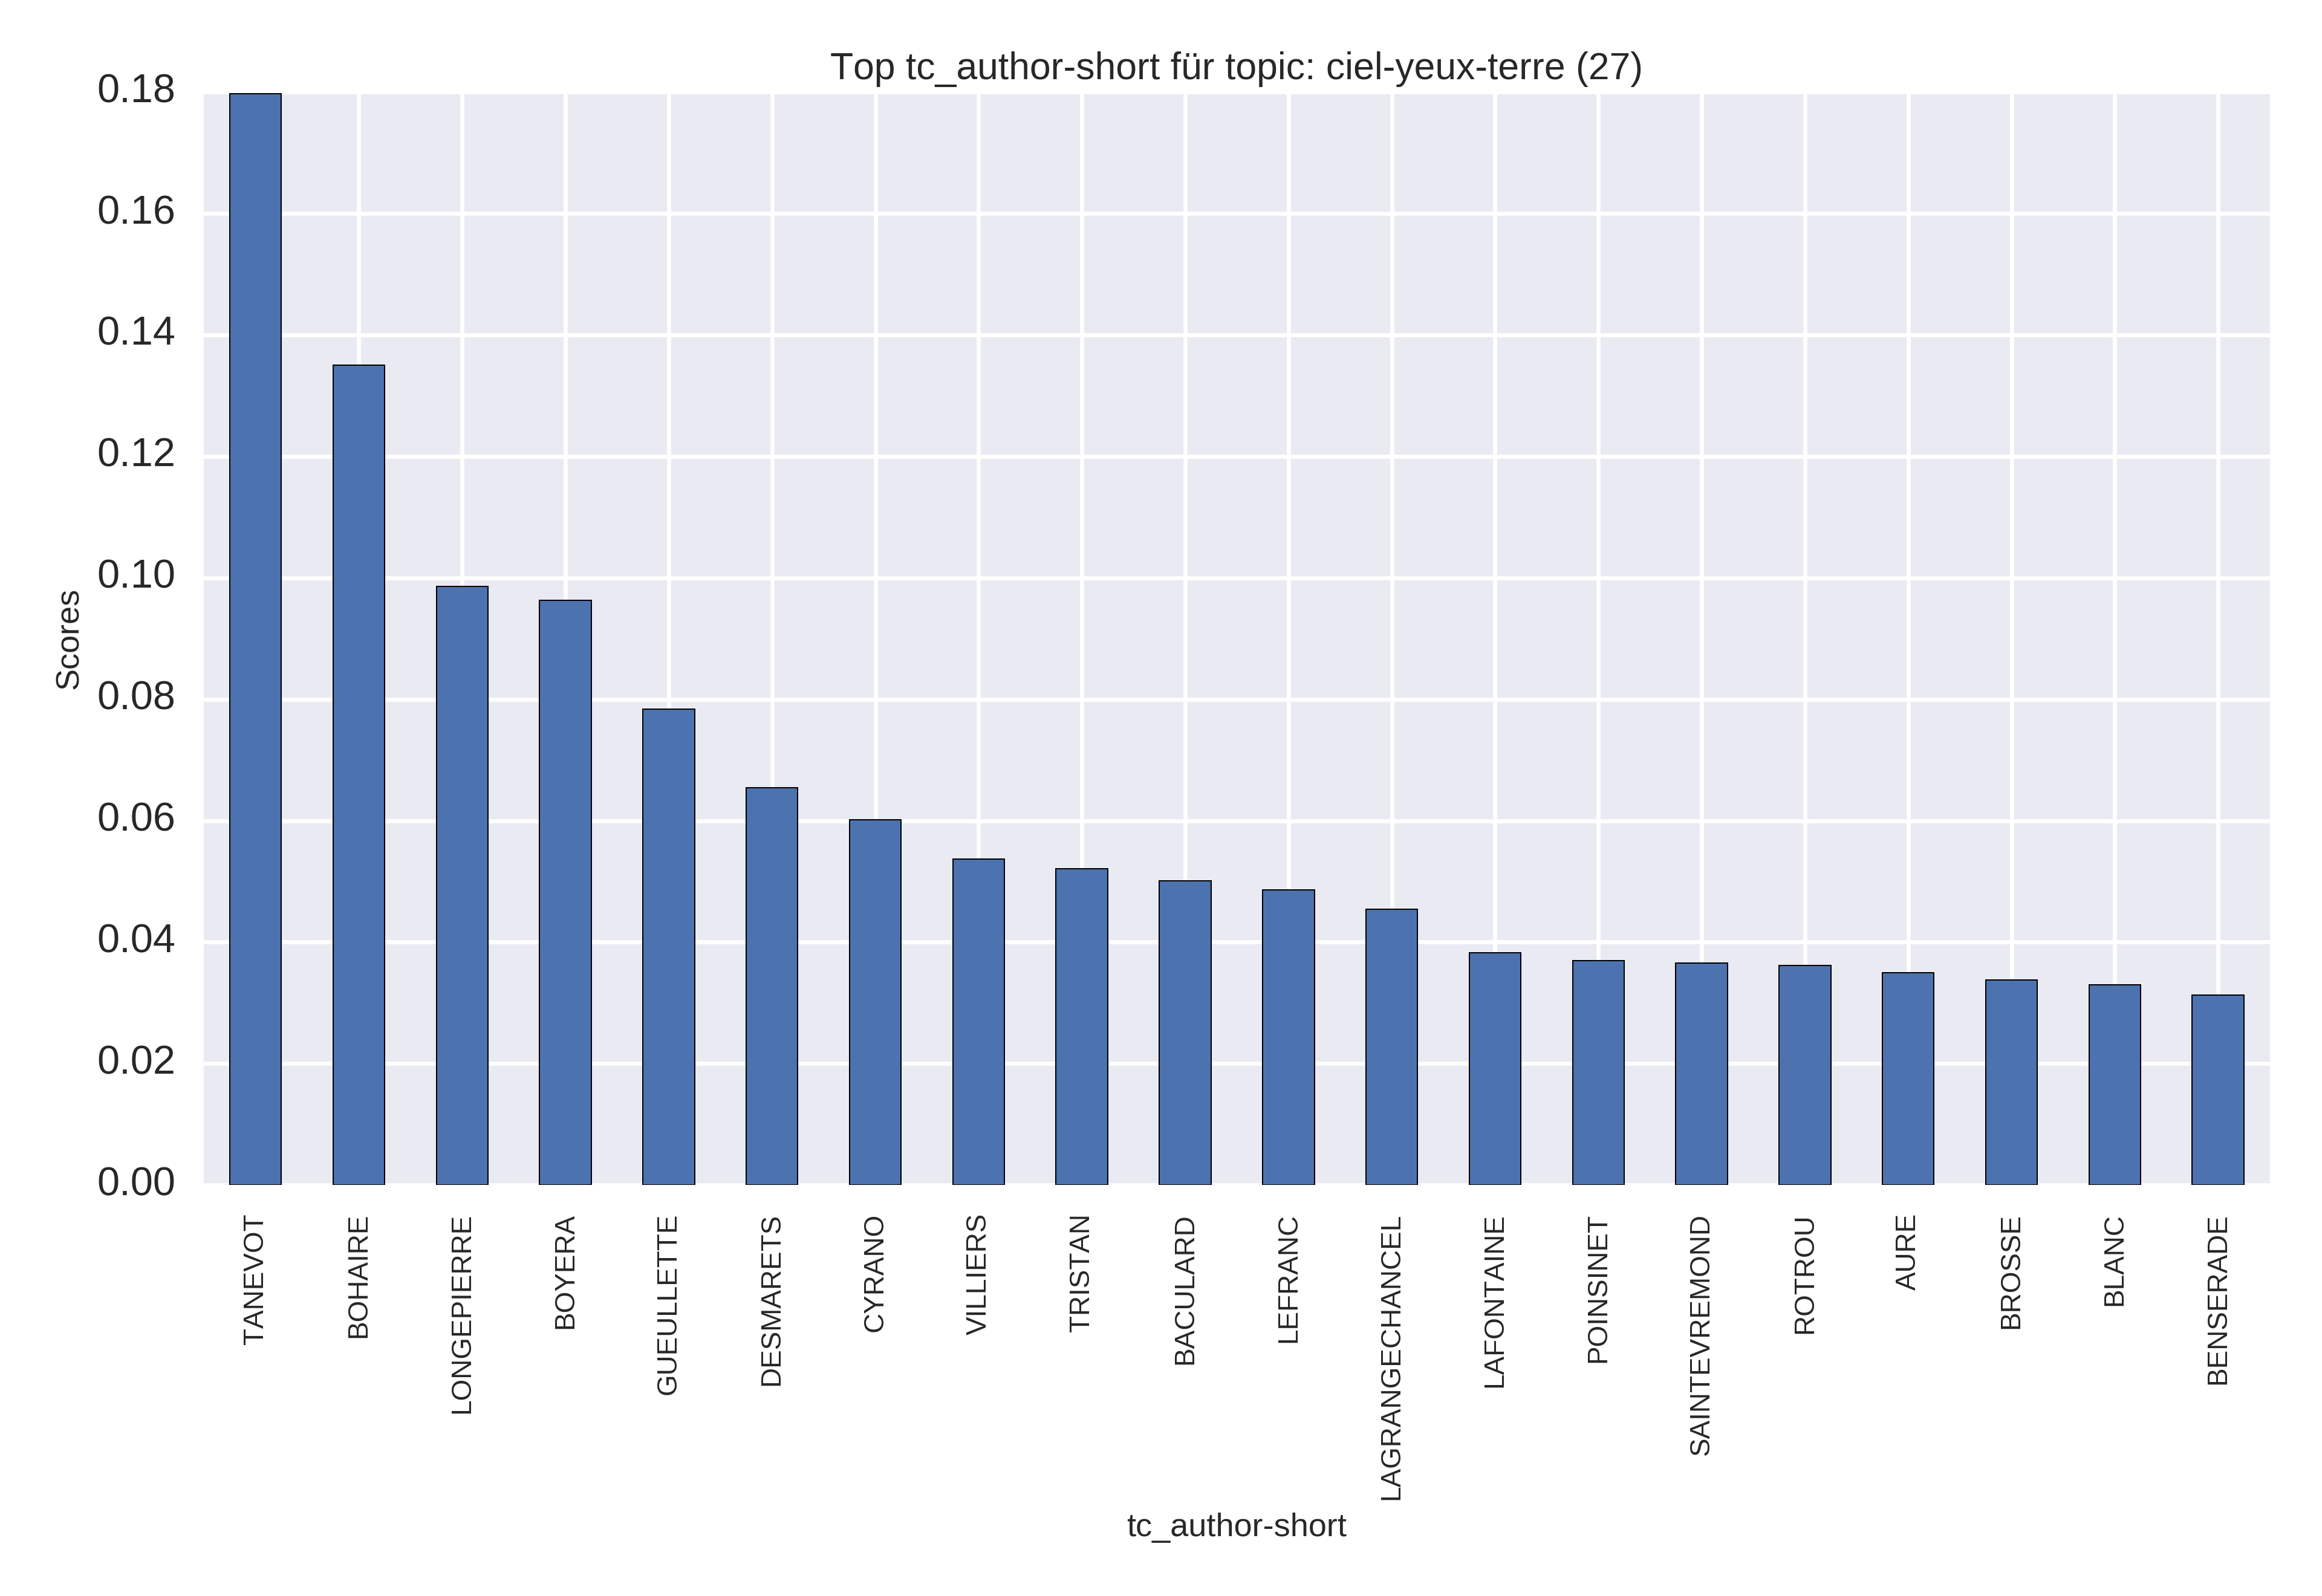 Top tc_author-short für topic: ciel-yeux-terre (27)
0.18
0.16
0.14
0.12
0.10
0.08
0.06
0.04
0.02
0.00
Scores
TANEVOT
BOHAIRE
LONGEPIERRE
BOYERA
GUEULLETTE
DESMARETS
CYRANO
VILLIERS
TRISTAN
BACULARD
LEFRANC
LAGRANGECHANCEL
LAFONTAINE
POINSINET
SAINTEVREMOND
ROTROU
AURE
BROSSE
BLANC
BENSERADE
tc_author-short